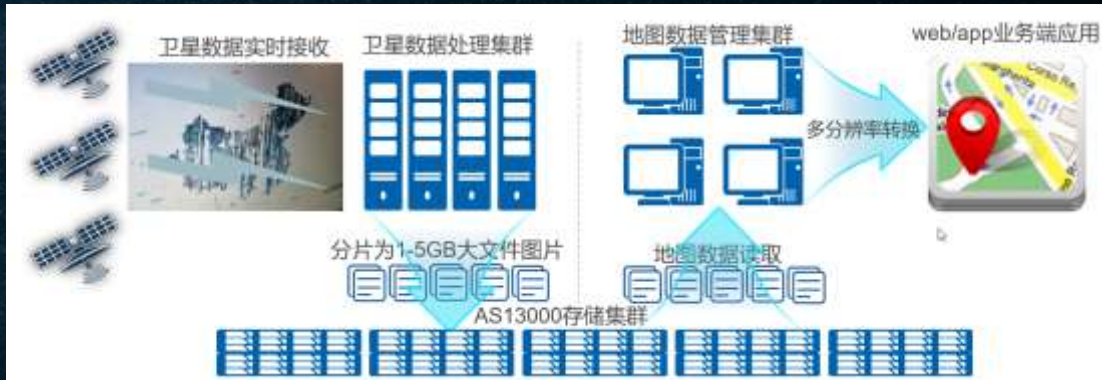 卫星数据实时接收
卫星数据处理集群
地图数据管理集群
web/app业务端应用
多分辨率转换
分片为1-5GB大文件图片
地图数据读取
AS13000存储集群